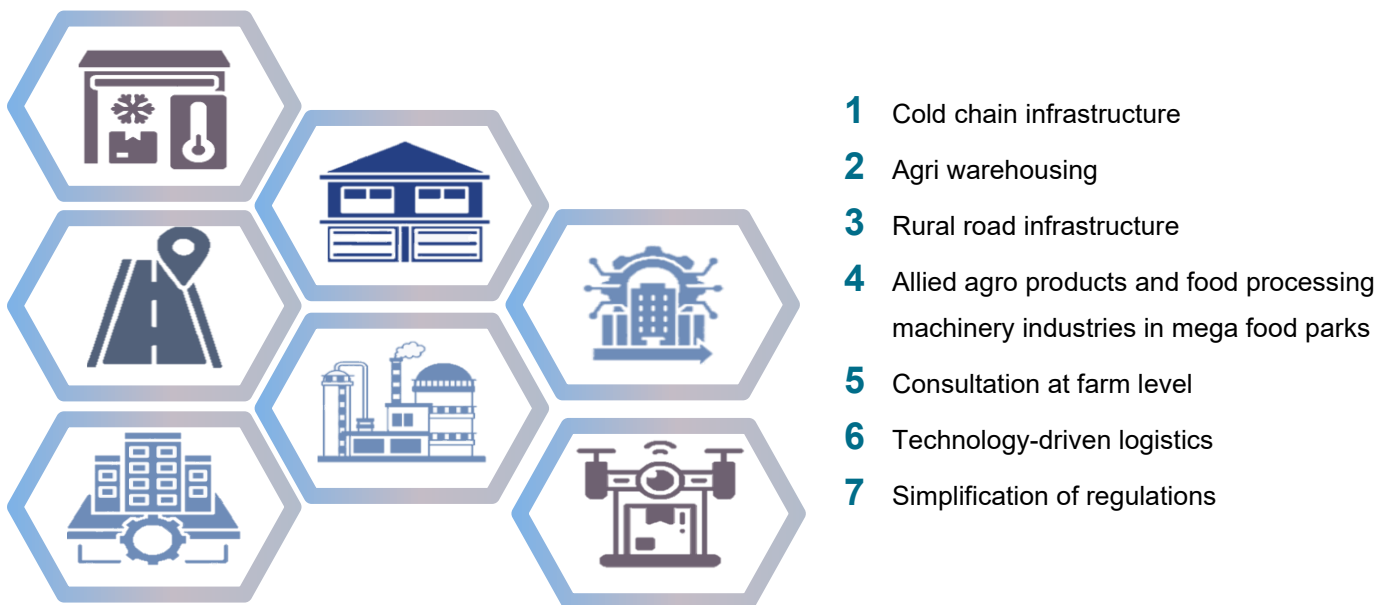 1 Cold chain infrastructure
2 Agri warehousing
3 Rural road infrastructure
4 Allied agro products and food processing
machinery industries in mega food parks
5 Consultation at farm level
6 Technology-driven logistics
7 Simplification of regulations